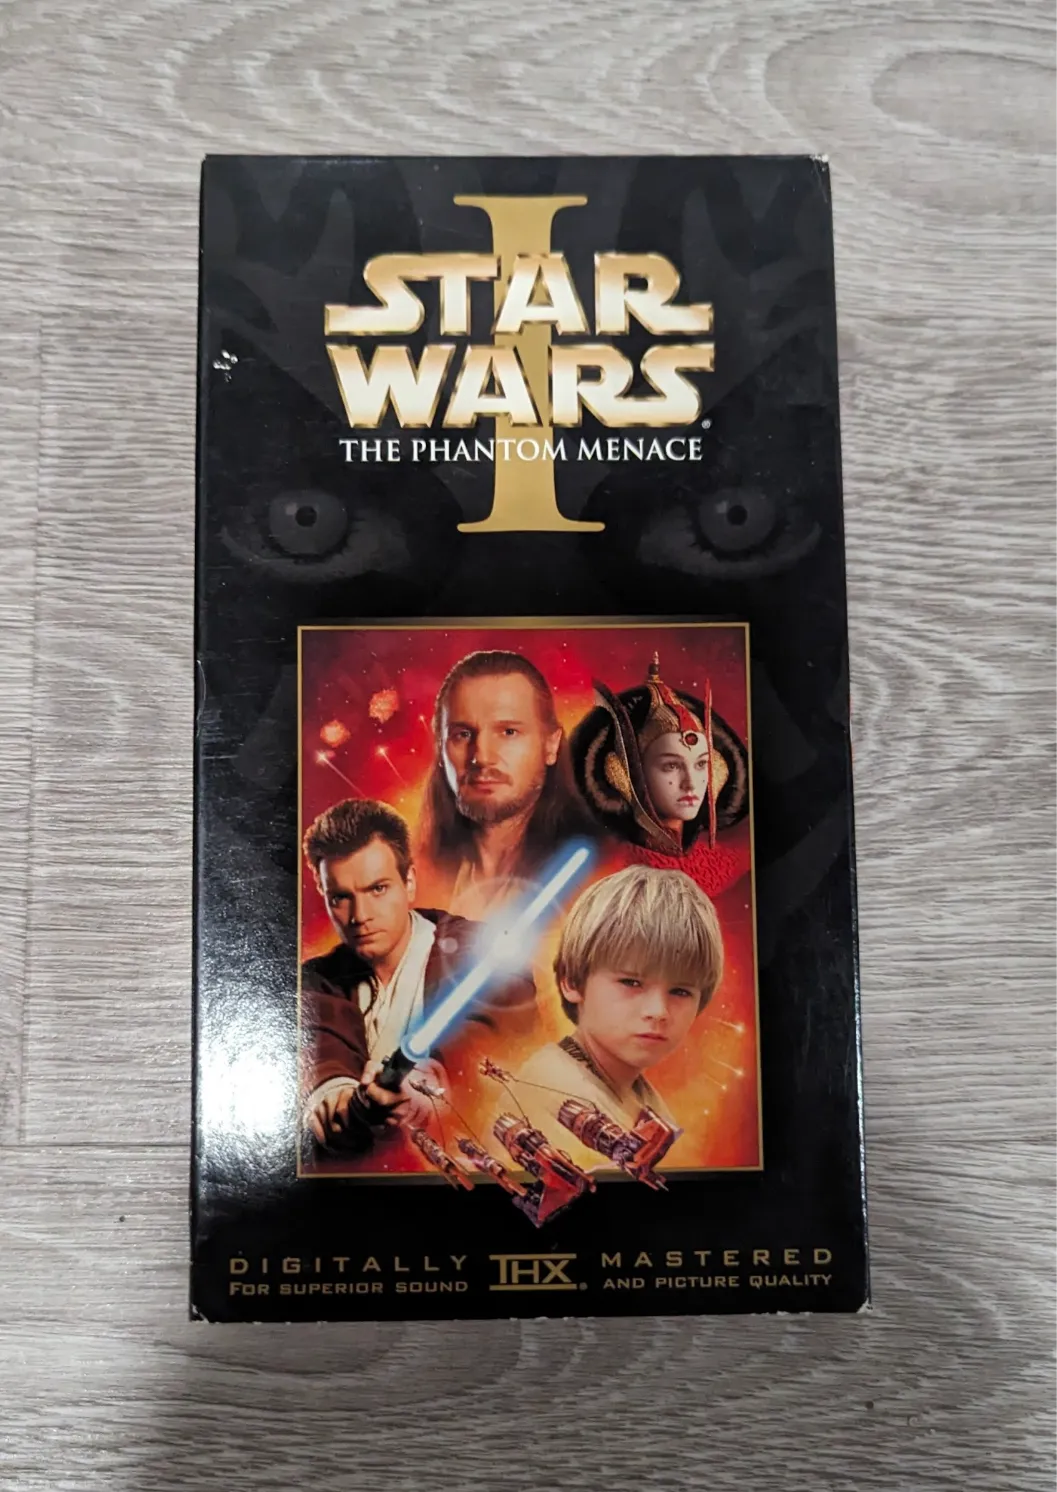 I
STAR
WARS®
THE PHANTOM MENACE
DIGITALLY THX® MASTERED
FOR SUPERIOR SOUND AND PICTURE QUALITY